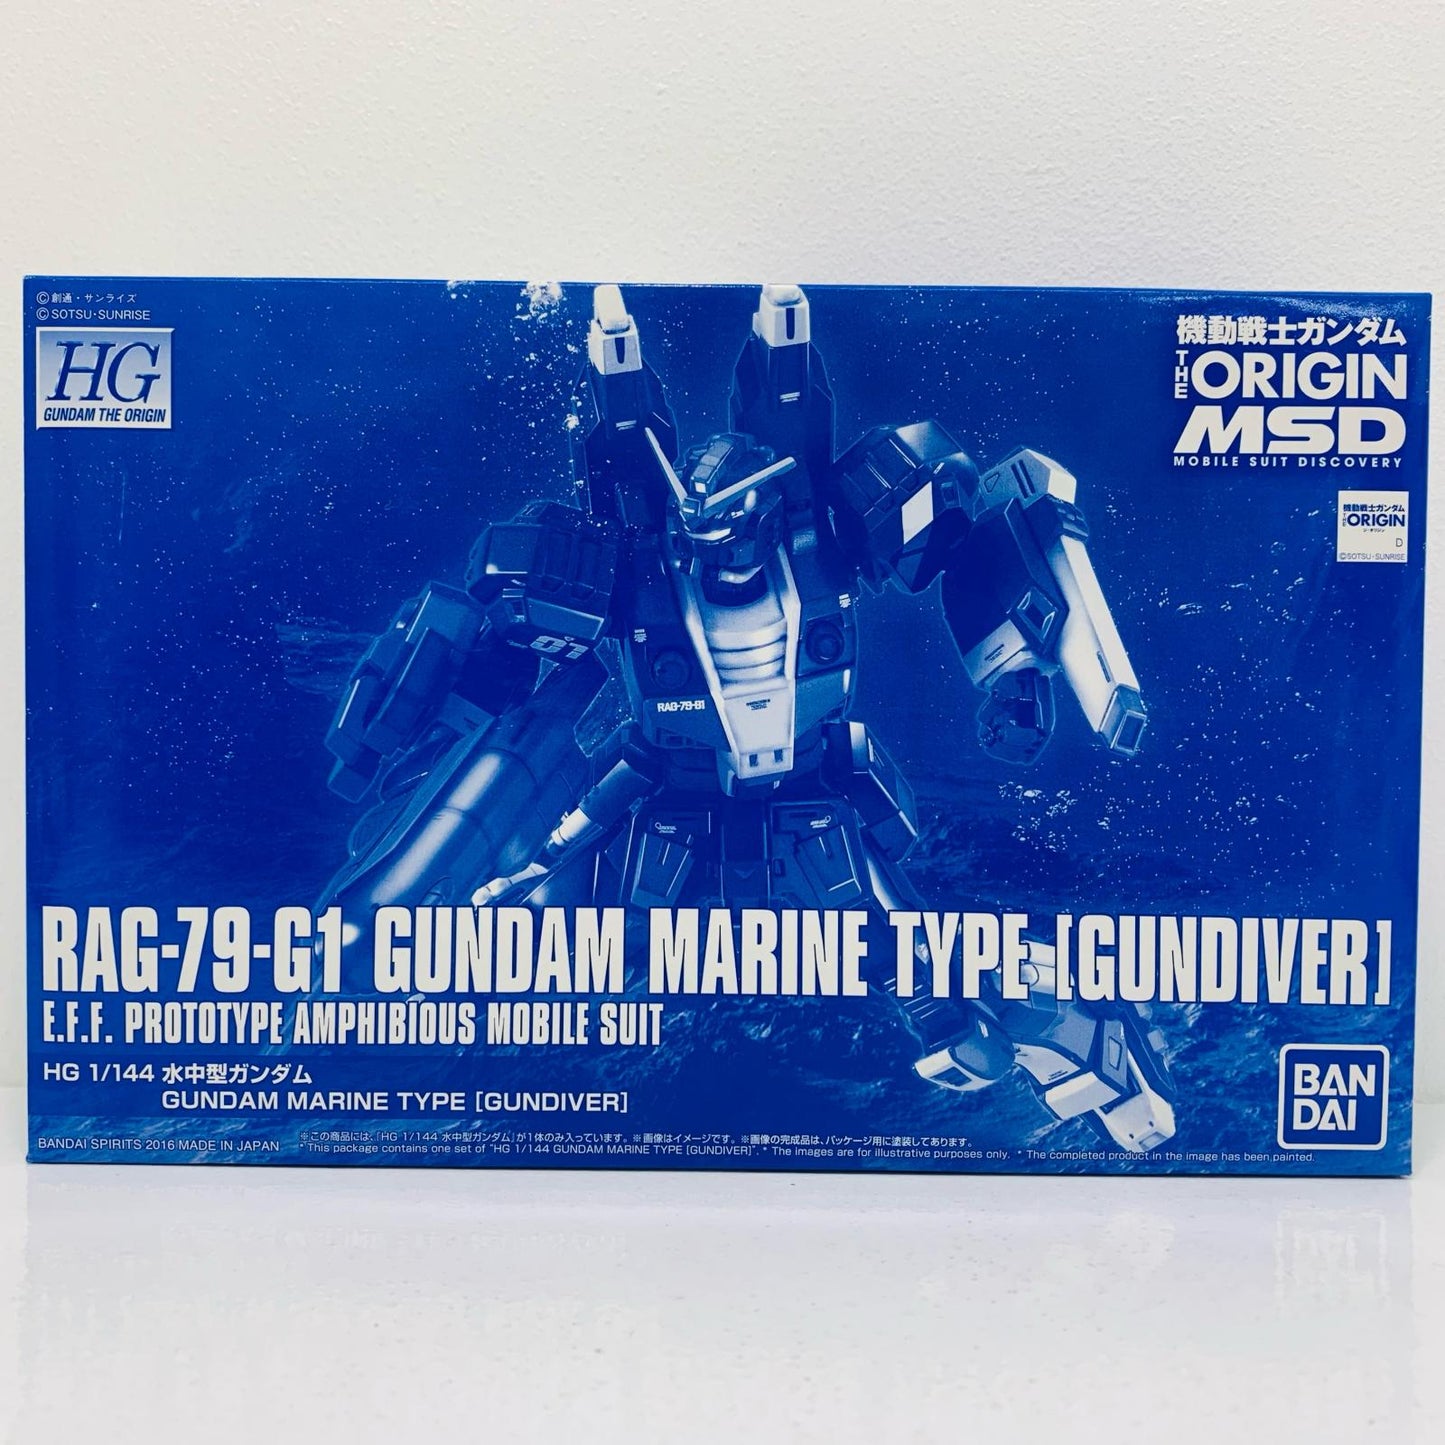 ©創通・サンライズ
©SOTSU・SUNRISE
HG
GUNDAM THE ORIGIN
機動戦士ガンダム
THE ORIGIN
MSD
MOBILE SUIT DISCOVERY
機動戦士ガンダム
THE ORIGIN
D
©SOTSU・SUNRISE
01
RAG-79-G1
RAG-79-G1 GUNDAM MARINE TYPE [GUNDIVER]
E.F.F. PROTOTYPE AMPHIBIOUS MOBILE SUIT
HG 1/144 水中型ガンダム
GUNDAM MARINE TYPE [GUNDIVER]
BAN
DAI
BANDAI SPIRITS 2016 MADE IN JAPAN
※この商品には、「HG 1/144 水中型ガンダム」が1体のみ入っています。※画像はイメージです。※画像の完成品は、パッケージ用に塗装してあります。
* This package contains one set of "HG 1/144 GUNDAM MARINE TYPE [GUNDIVER]". * The images are for illustrative purposes only. * The completed product in the image has been painted.